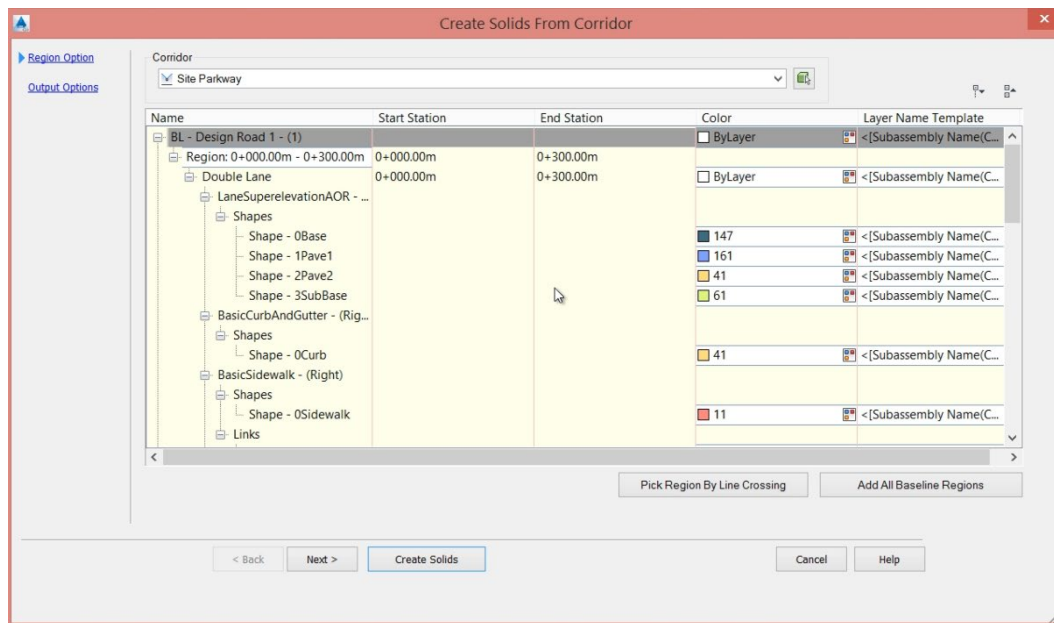 Create Solids From Corridor
Region Option
Output Options
Corridor
Site Parkway
Name Start Station End Station Color Layer Name Template
BL - Design Road 1 - (1) ByLayer <[Subassembly Name(C...
Region: 0+000.00m - 0+300.00m 0+000.00m 0+300.00m
Double Lane 0+000.00m 0+300.00m ByLayer <[Subassembly Name(C...
LaneSuperelevationAOR - ...
Shapes
Shape - 0Base 147 <[Subassembly Name(C...
Shape - 1Pave1 161 <[Subassembly Name(C...
Shape - 2Pave2 41 <[Subassembly Name(C...
Shape - 3SubBase 61 <[Subassembly Name(C...
BasicCurbAndGutter - (Rig...
Shapes
Shape - 0Curb 41 <[Subassembly Name(C...
BasicSidewalk - (Right)
Shapes
Shape - 0Sidewalk 11 <[Subassembly Name(C...
Links
Pick Region By Line Crossing Add All Baseline Regions
< Back Next > Create Solids Cancel Help